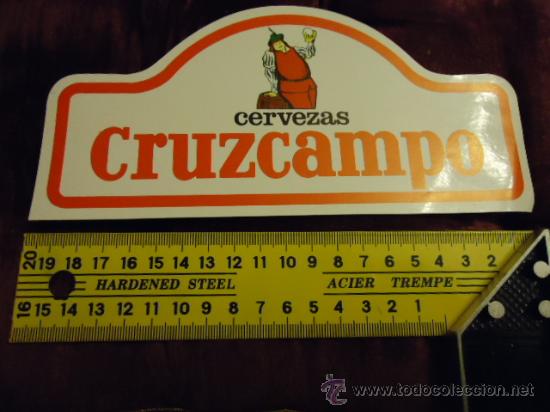 cervezas
Cruzcampo
20 19 18 17 16 15 14 13 12 11 10 9 8 7 6 5 4 3 2
HARDENED STEEL ACIER TREMPE
16 15 14 13 12 11 10 9 8 7 6 5 4 3 2 1
http://www.todocoleccion.net